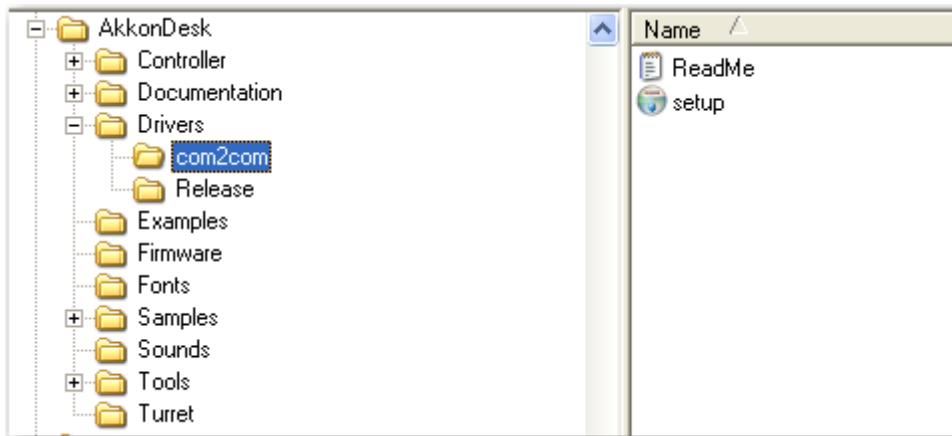 AkkonDesk
Controller
Documentation
Drivers
com2com
Release
Examples
Firmware
Fonts
Samples
Sounds
Tools
Turret
Name
ReadMe
setup